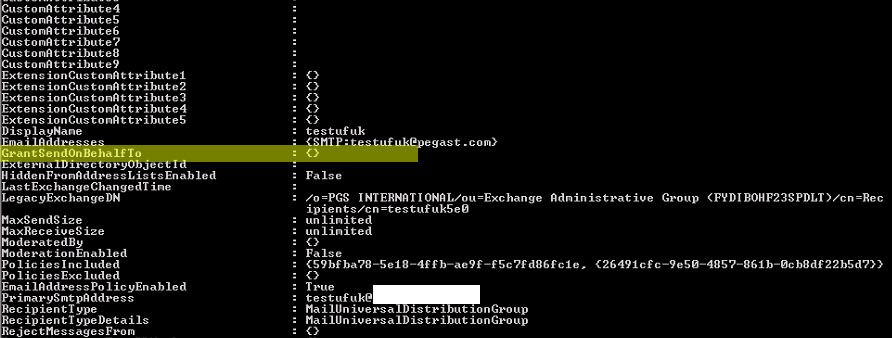 CustomAttribute4 :
CustomAttribute5 :
CustomAttribute6 :
CustomAttribute7 :
CustomAttribute8 :
CustomAttribute9 :
ExtensionCustomAttribute1 : {}
ExtensionCustomAttribute2 : {}
ExtensionCustomAttribute3 : {}
ExtensionCustomAttribute4 : {}
ExtensionCustomAttribute5 : {}
DisplayName : testufuk
EmailAddresses : {SMTP:testufuk@pegast.com}
GrantSendOnBehalfTo : {}
ExternalDirectoryObjectId :
HiddenFromAddressListsEnabled : False
LastExchangeChangedTime :
LegacyExchangeDN : /o=PGS INTERNATIONAL/ou=Exchange Administrative Group (FYDIBOHF23SPDLT)/cn=Rec
ipients/cn=testufuk5e0
MaxSendSize : unlimited
MaxReceiveSize : unlimited
ModeratedBy : {}
ModerationEnabled : False
PoliciesIncluded : {59bfba78-5e18-4ffb-ae9f-f5c7fd86fc1e, {26491cfc-9e50-4857-861b-0cb8df22b5d7}}
PoliciesExcluded : {}
EmailAddressPolicyEnabled : True
PrimarySmtpAddress : testufuk@
RecipientType : MailUniversalDistributionGroup
RecipientTypeDetails : MailUniversalDistributionGroup
RejectMessagesFrom : {}